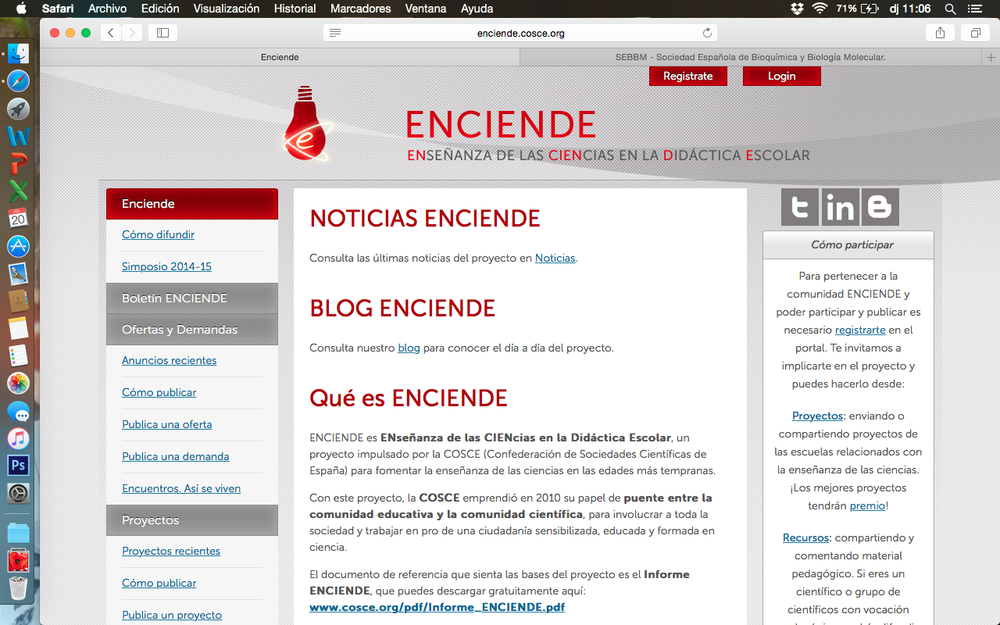 Safari Archivo Edición Visualización Historial Marcadores Ventana Ayuda 71% dj 11:06
enciende.cosce.org
Enciende SEBBM - Sociedad Española de Bioquímica y Biología Molecular.
Registrate Login
e
ENCIENDE
ENSEÑANZA DE LAS CIENCIAS EN LA DIDÁCTICA ESCOLAR
Enciende
Cómo difundir
Simposio 2014-15
Boletín ENCIENDE
Ofertas y Demandas
Anuncios recientes
Cómo publicar
Publica una oferta
Publica una demanda
Encuentros. Así se viven
Proyectos
Proyectos recientes
Cómo publicar
Publica un proyecto
NOTICIAS ENCIENDE
Consulta las últimas noticias del proyecto en Noticias.
BLOG ENCIENDE
Consulta nuestro blog para conocer el día a día del proyecto.
Qué es ENCIENDE
ENCIENDE es ENseñanza de las CIENcias en la Didáctica Escolar, un
proyecto impulsado por la COSCE (Confederación de Sociedades Científicas de
España) para fomentar la enseñanza de las ciencias en las edades más tempranas.
Con este proyecto, la COSCE emprendió en 2010 su papel de puente entre la
comunidad educativa y la comunidad científica, para involucrar a toda la
sociedad y trabajar en pro de una ciudadanía sensibilizada, educada y formada en
ciencia.
El documento de referencia que sienta las bases del proyecto es el Informe
ENCIENDE, que puedes descargar gratuitamente aquí:
www.cosce.org/pdf/Informe_ENCIENDE.pdf
t in B
Cómo participar
Para pertenecer a la
comunidad ENCIENDE y
poder participar y publicar es
necesario registrarte en el
portal. Te invitamos a
implicarte en el proyecto y
puedes hacerlo desde:
Proyectos: enviando o
compartiendo proyectos de
las escuelas relacionados con
la enseñanza de las ciencias.
¡Los mejores proyectos
tendrán premio!
Recursos: compartiendo y
comentando material
pedagógico. Si eres un
científico o grupo de
científicos con vocación
W
P
X
20
Ps